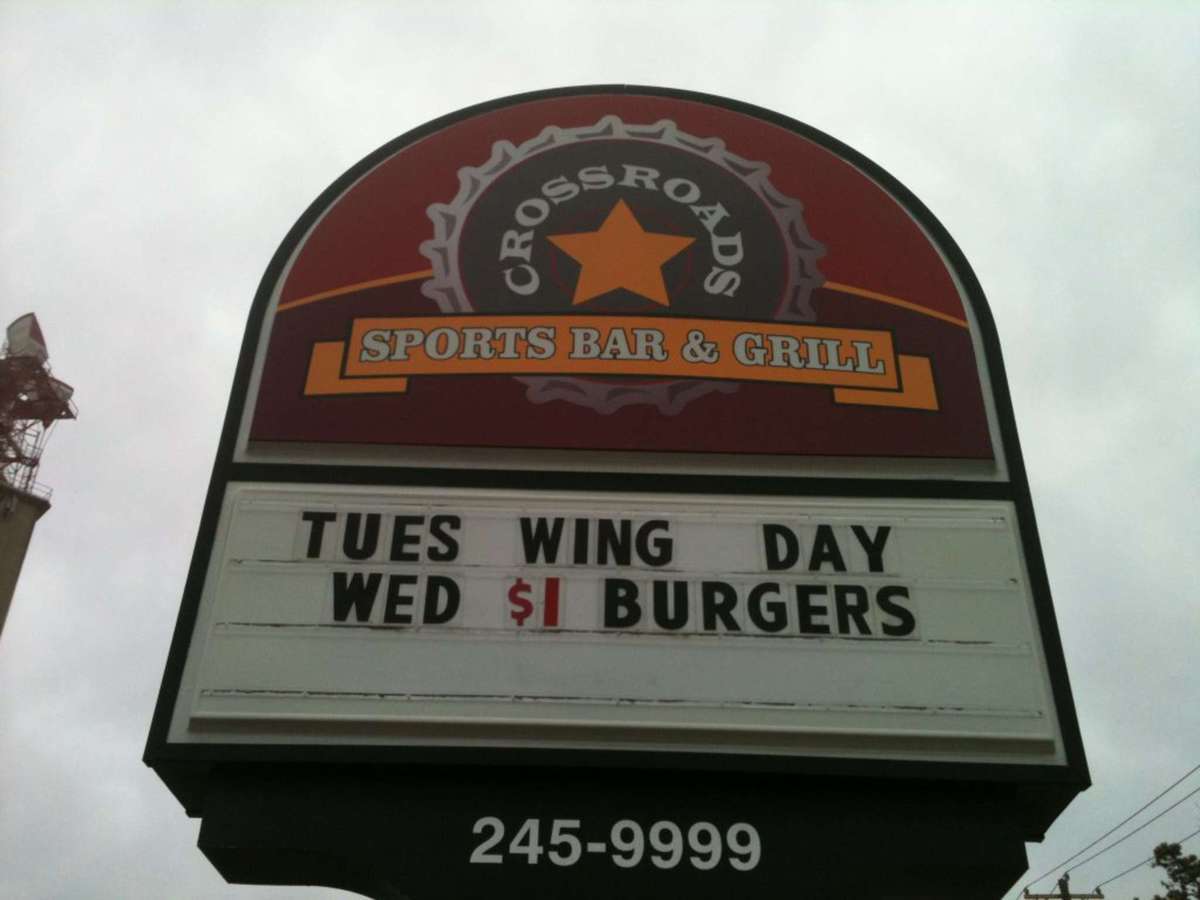 CROSSROADS
SPORTS BAR & GRILL
TUES WING DAY
WED $1 BURGERS
245-9999